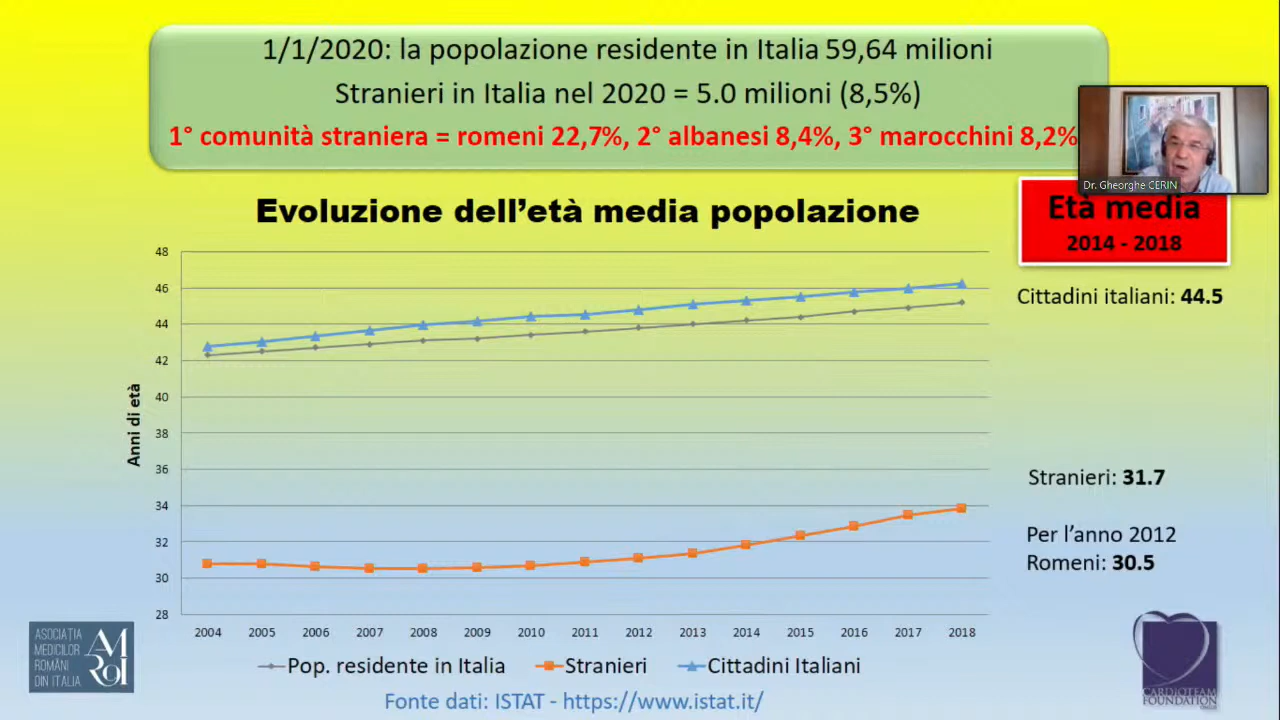 1/1/2020: la popolazione residente in Italia 59,64 milioni
Stranieri in Italia nel 2020 = 5.0 milioni (8,5%)
1° comunità straniera = romeni 22,7%, 2° albanesi 8,4%, 3° marocchini 8,2%
Dr. Gheorghe CERIN
Evoluzione dell'età media popolazione
Età media
2014 - 2018
Cittadini italiani: 44.5
Stranieri: 31.7
Per l'anno 2012
Romeni: 30.5
Anni di età
48
46
44
42
40
38
36
34
32
30
28
2004 2005 2006 2007 2008 2009 2010 2011 2012 2013 2014 2015 2016 2017 2018
Pop. residente in Italia Stranieri Cittadini Italiani
Fonte dati: ISTAT - https://www.istat.it/
ASOCIAȚIA
MEDICILOR
ROMÂNI
DIN ITALIA
AMROI
CARDIOTEAM
FOUNDATION